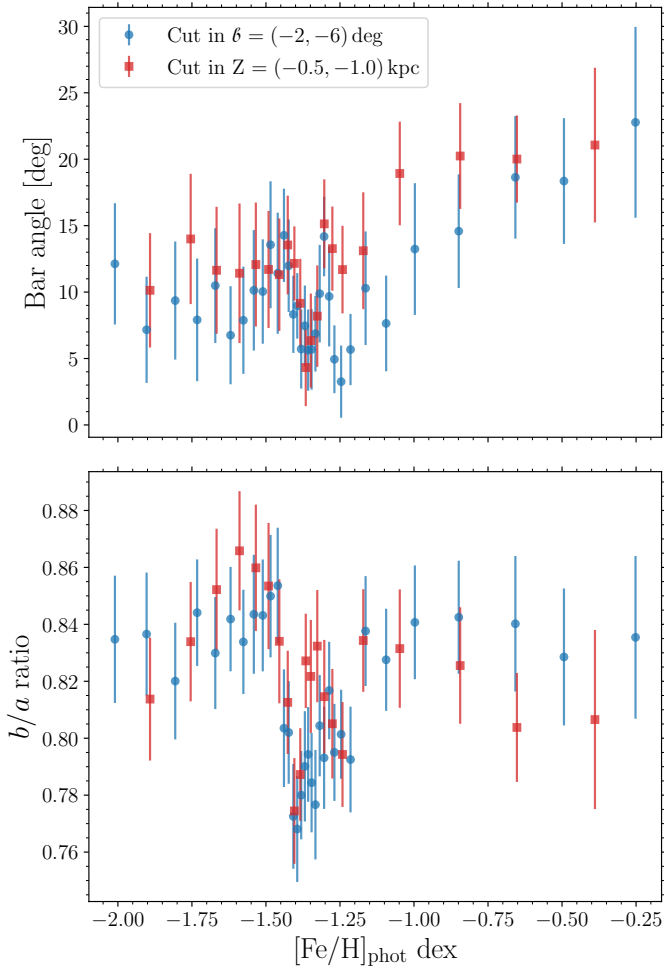 30
25
20
15
10
5
0
Bar angle [deg]
Cut in 𝒷 = (−2, −6) deg
Cut in Z = (−0.5, −1.0) kpc
0.88
0.86
0.84
0.82
0.80
0.78
0.76
b/a ratio
−2.00 −1.75 −1.50 −1.25 −1.00 −0.75 −0.50 −0.25
[Fe/H]phot dex